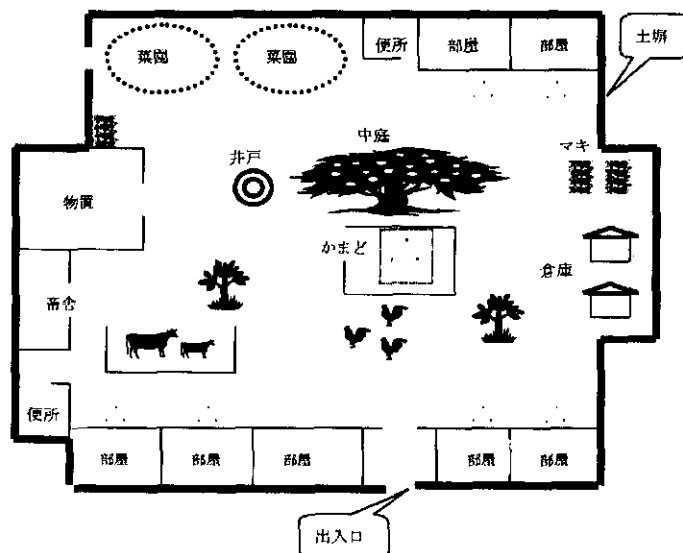 菜園
菜園
便所
部屋
部屋
土塀
井戸
中庭
マキ
物置
かまど
倉庫
畜舎
便所
部屋
部屋
部屋
部屋
部屋
出入口